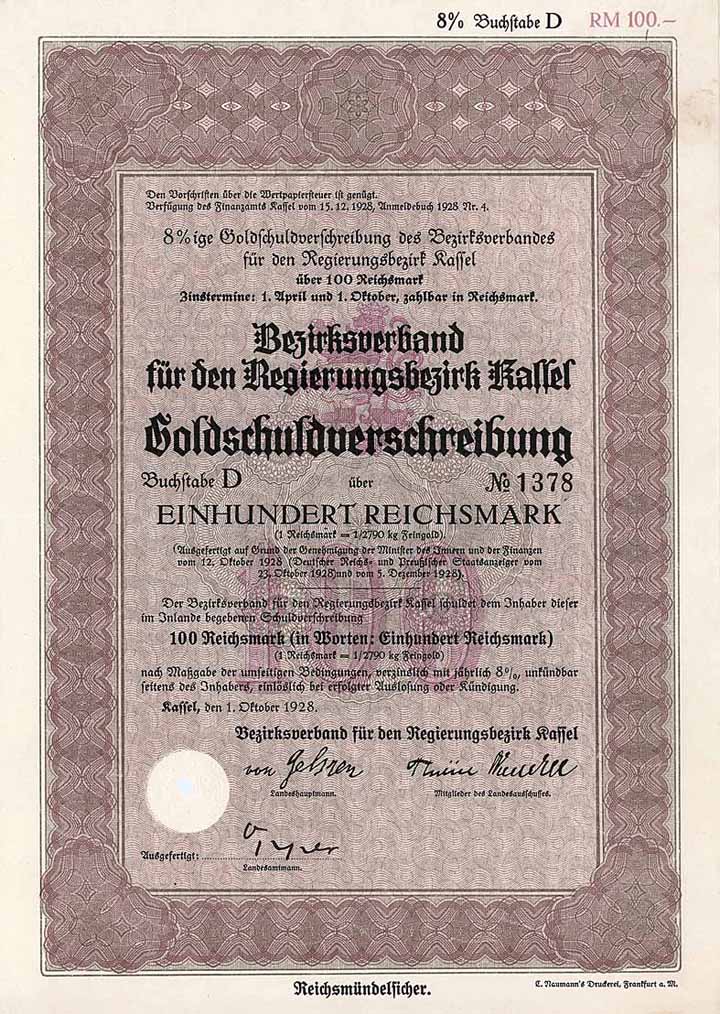 8% Buchstabe D RM 100.–
Den Vorschriften über die Wertpapiersteuer ist genügt.
Verfügung des Finanzamts Kassel vom 15. 12. 1928, Anmeldebuch 1928 Nr. 4.
8%ige Goldschuldverschreibung des Bezirksverbandes
für den Regierungsbezirk Kassel
über 100 Reichsmark
Zinstermine: 1. April und 1. Oktober, zahlbar in Reichsmark.
Bezirksverband
für den Regierungsbezirk Kassel
Goldschuldverschreibung
Buchstabe D über № 1378
EINHUNDERT REICHSMARK
(1 Reichsmark = 1/2790 kg Feingold).
(Ausgefertigt auf Grund der Genehmigung der Minister des Innern und der Finanzen
vom 12. Oktober 1928 (Deutscher Reichs- und Preußischer Staatsanzeiger vom
23. Oktober 1928) und vom 5. Dezember 1928).
Der Bezirksverband für den Regierungsbezirk Kassel schuldet dem Inhaber dieser
im Inlande begebenen Schuldverschreibung
100 Reichsmark (in Worten: Einhundert Reichsmark)
(1 Reichsmark = 1/2790 kg Feingold)
nach Maßgabe der umseitigen Bedingungen, verzinslich mit jährlich 8%, unkündbar
seitens des Inhabers, einlöslich bei erfolgter Auslosung oder Kündigung.
Kassel, den 1. Oktober 1928.
Bezirksverband für den Regierungsbezirk Kassel
von Gehren
Landeshauptmann. Mitglieder des Landesausschusses.
Ausgefertigt:
Landesamtmann.
Reichsmündelsicher.
C. Naumann's Druckerei, Frankfurt a. M.